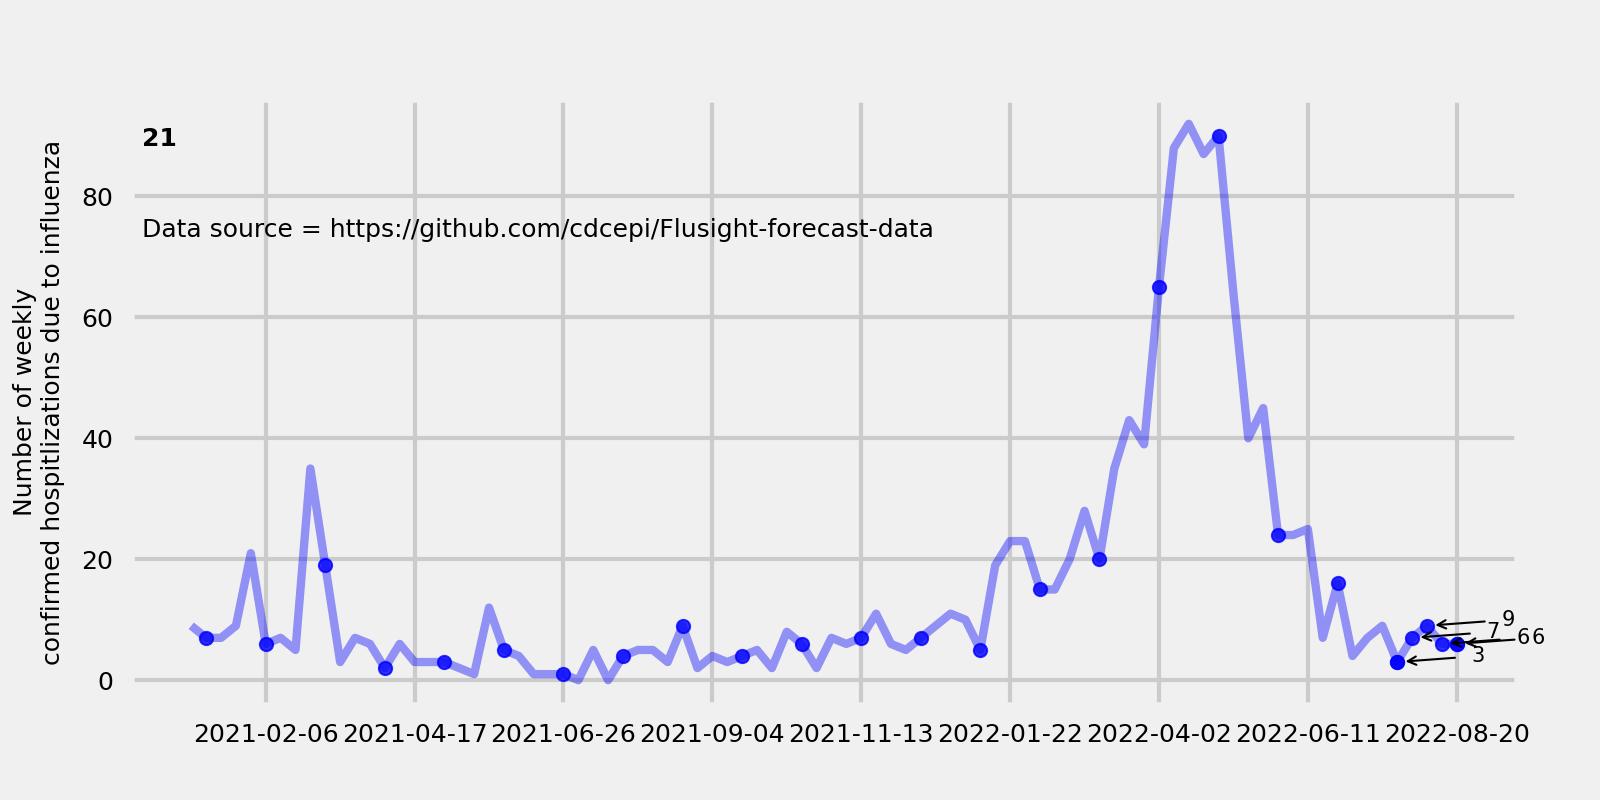 21
Data source = https://github.com/cdcepi/Flusight-forecast-data
Number of weekly
confirmed hospitlizations due to influenza
80
60
40
20
0
9
7
6 6
3
2021-02-06 2021-04-17 2021-06-26 2021-09-04 2021-11-13 2022-01-22 2022-04-02 2022-06-11 2022-08-20